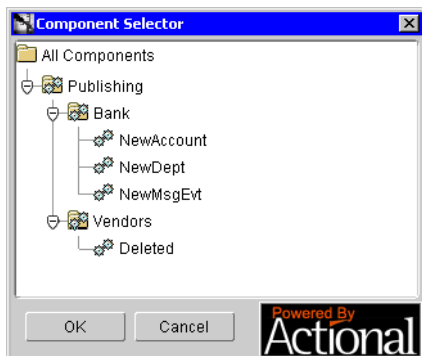 Component Selector
All Components
Publishing
Bank
NewAccount
NewDept
NewMsgEvt
Vendors
Deleted
OK Cancel
Powered By
Actional